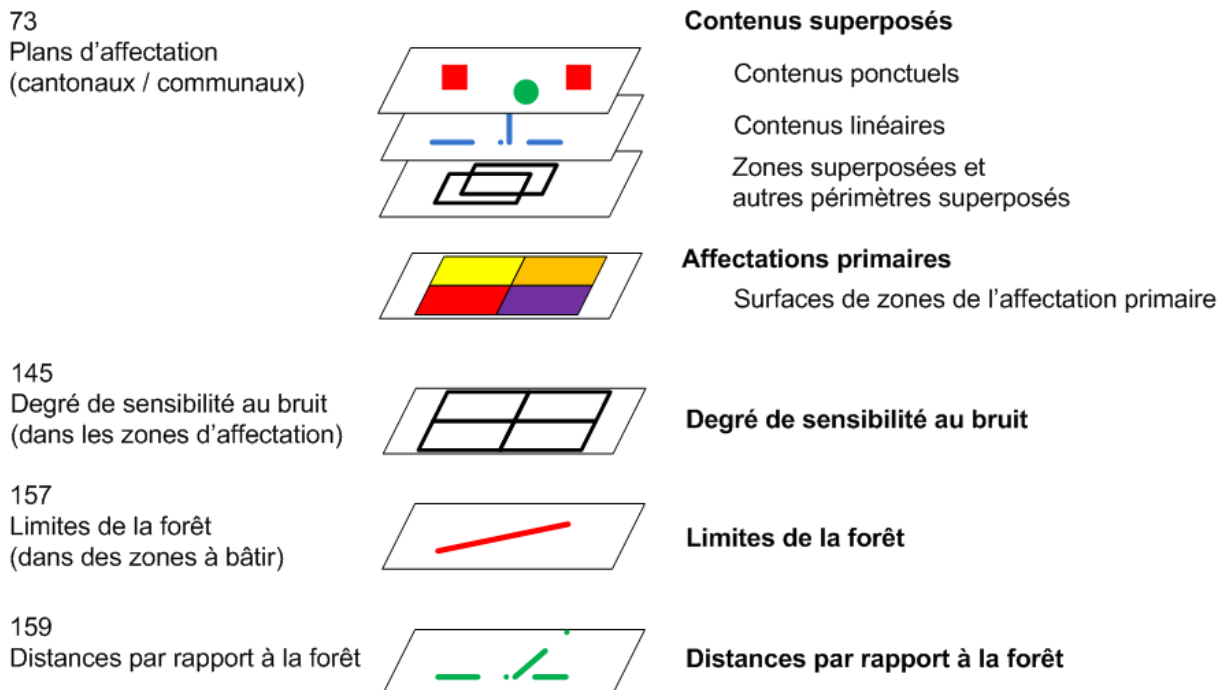 73
Plans d'affectation
(cantonaux / communaux)
Contenus superposés
Contenus ponctuels
Contenus linéaires
Zones superposées et
autres périmètres superposés
Affectations primaires
Surfaces de zones de l'affectation primaire
145
Degré de sensibilité au bruit
(dans les zones d'affectation)
Degré de sensibilité au bruit
157
Limites de la forêt
(dans des zones à bâtir)
Limites de la forêt
159
Distances par rapport à la forêt
Distances par rapport à la forêt